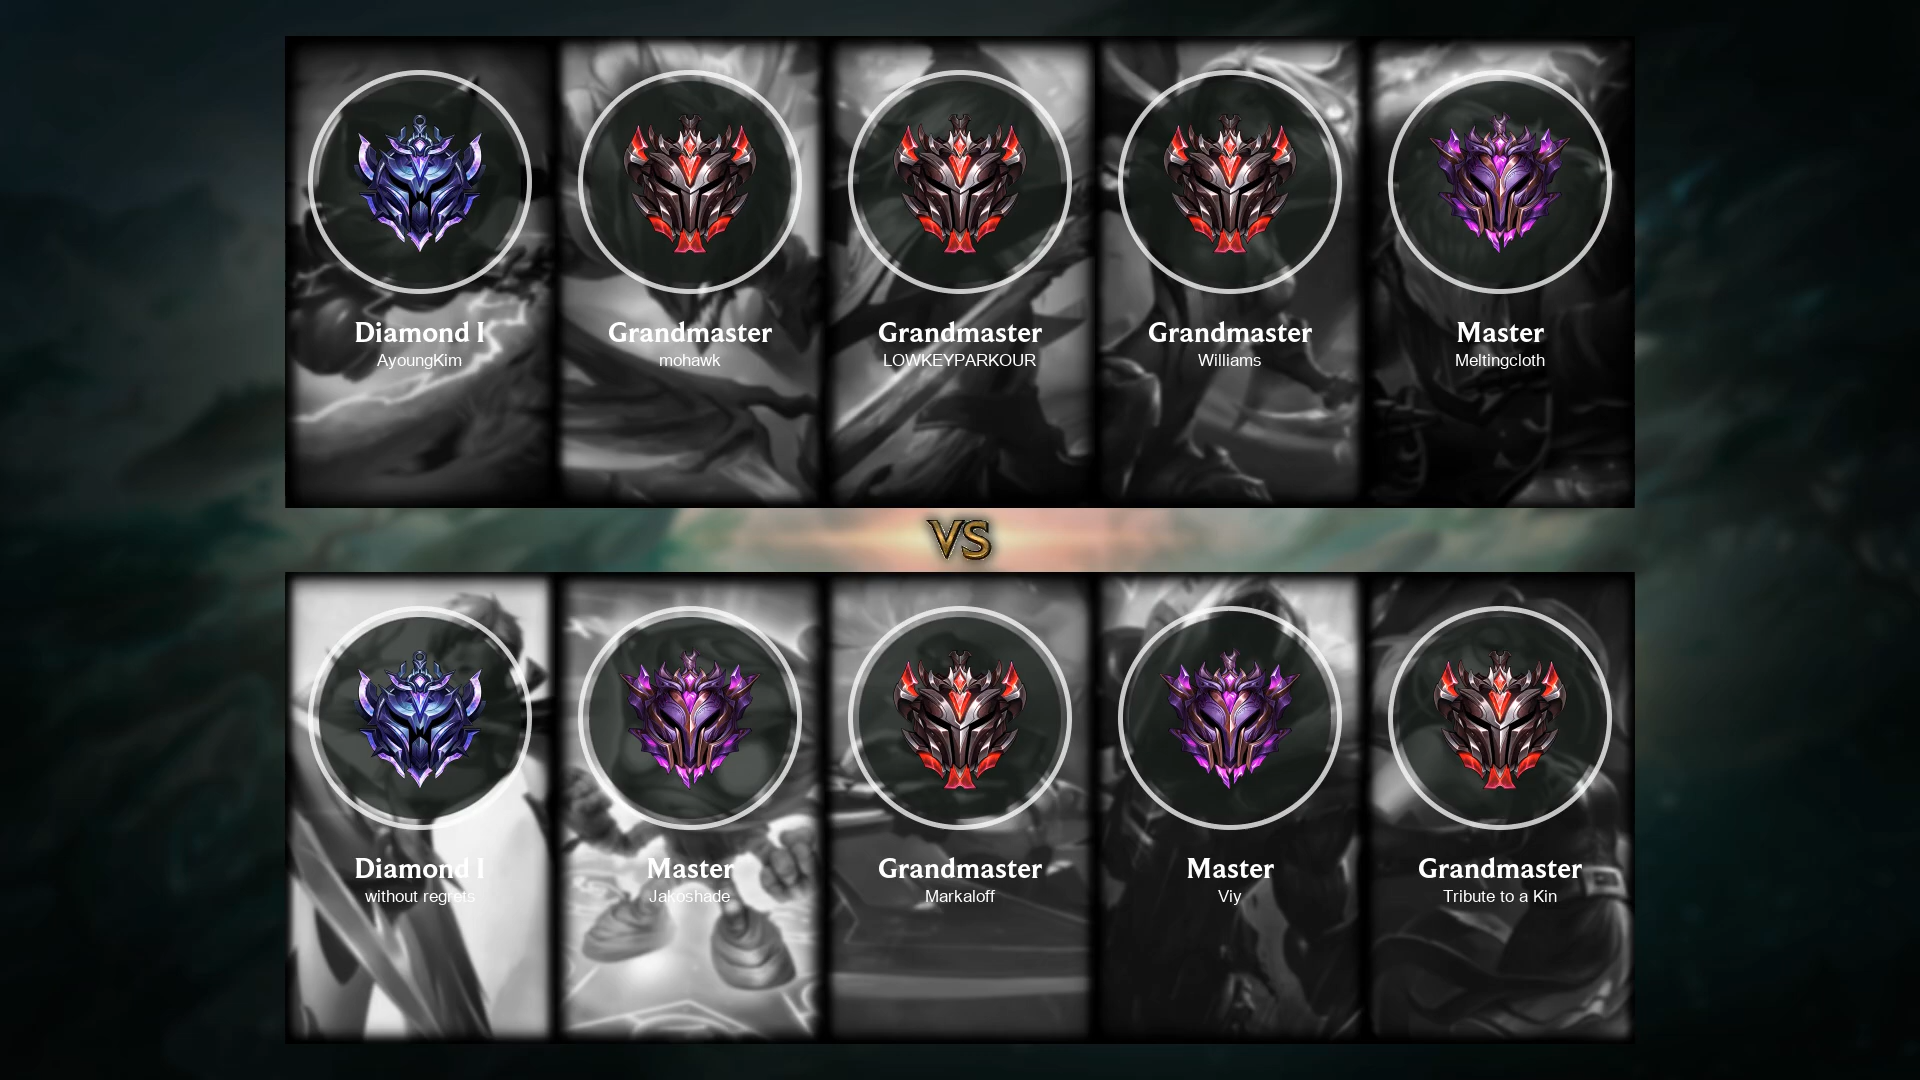 Diamond I
AyoungKim
Grandmaster
mohawk
Grandmaster
LOWKEYPARKOUR
Grandmaster
Williams
Master
Meltingcloth
VS
Diamond I
without regrets
Master
Jakoshade
Grandmaster
Markaloff
Master
Viy
Grandmaster
Tribute to a Kin